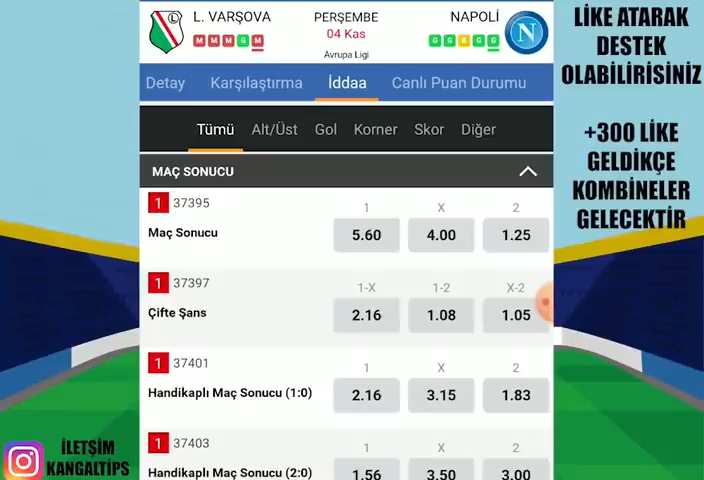 L. VARŞOVA
M M M G M
PERŞEMBE
04 Kas
Avrupa Ligi
NAPOLİ
G G G G
N
Detay Karşılaştırma İddaa Canlı Puan Durumu
Tümü Alt/Üst Gol Korner Skor Diğer
MAÇ SONUCU
1 37395
Maç Sonucu
1 X 2
5.60 4.00 1.25
1 37397
Çifte Şans
1-X 1-2 X-2
2.16 1.08 1.05
1 37401
Handikaplı Maç Sonucu (1:0)
1 X 2
2.16 3.15 1.83
1 37403
Handikaplı Maç Sonucu (2:0)
1 X 2
1.56 3.50 3.00
LİKE ATARAK
DESTEK
OLABİLİRİSİNİZ
+300 LİKE
GELDİKÇE
KOMBİNELER
GELECEKTİR
İLETŞİM
KANGALTİPS